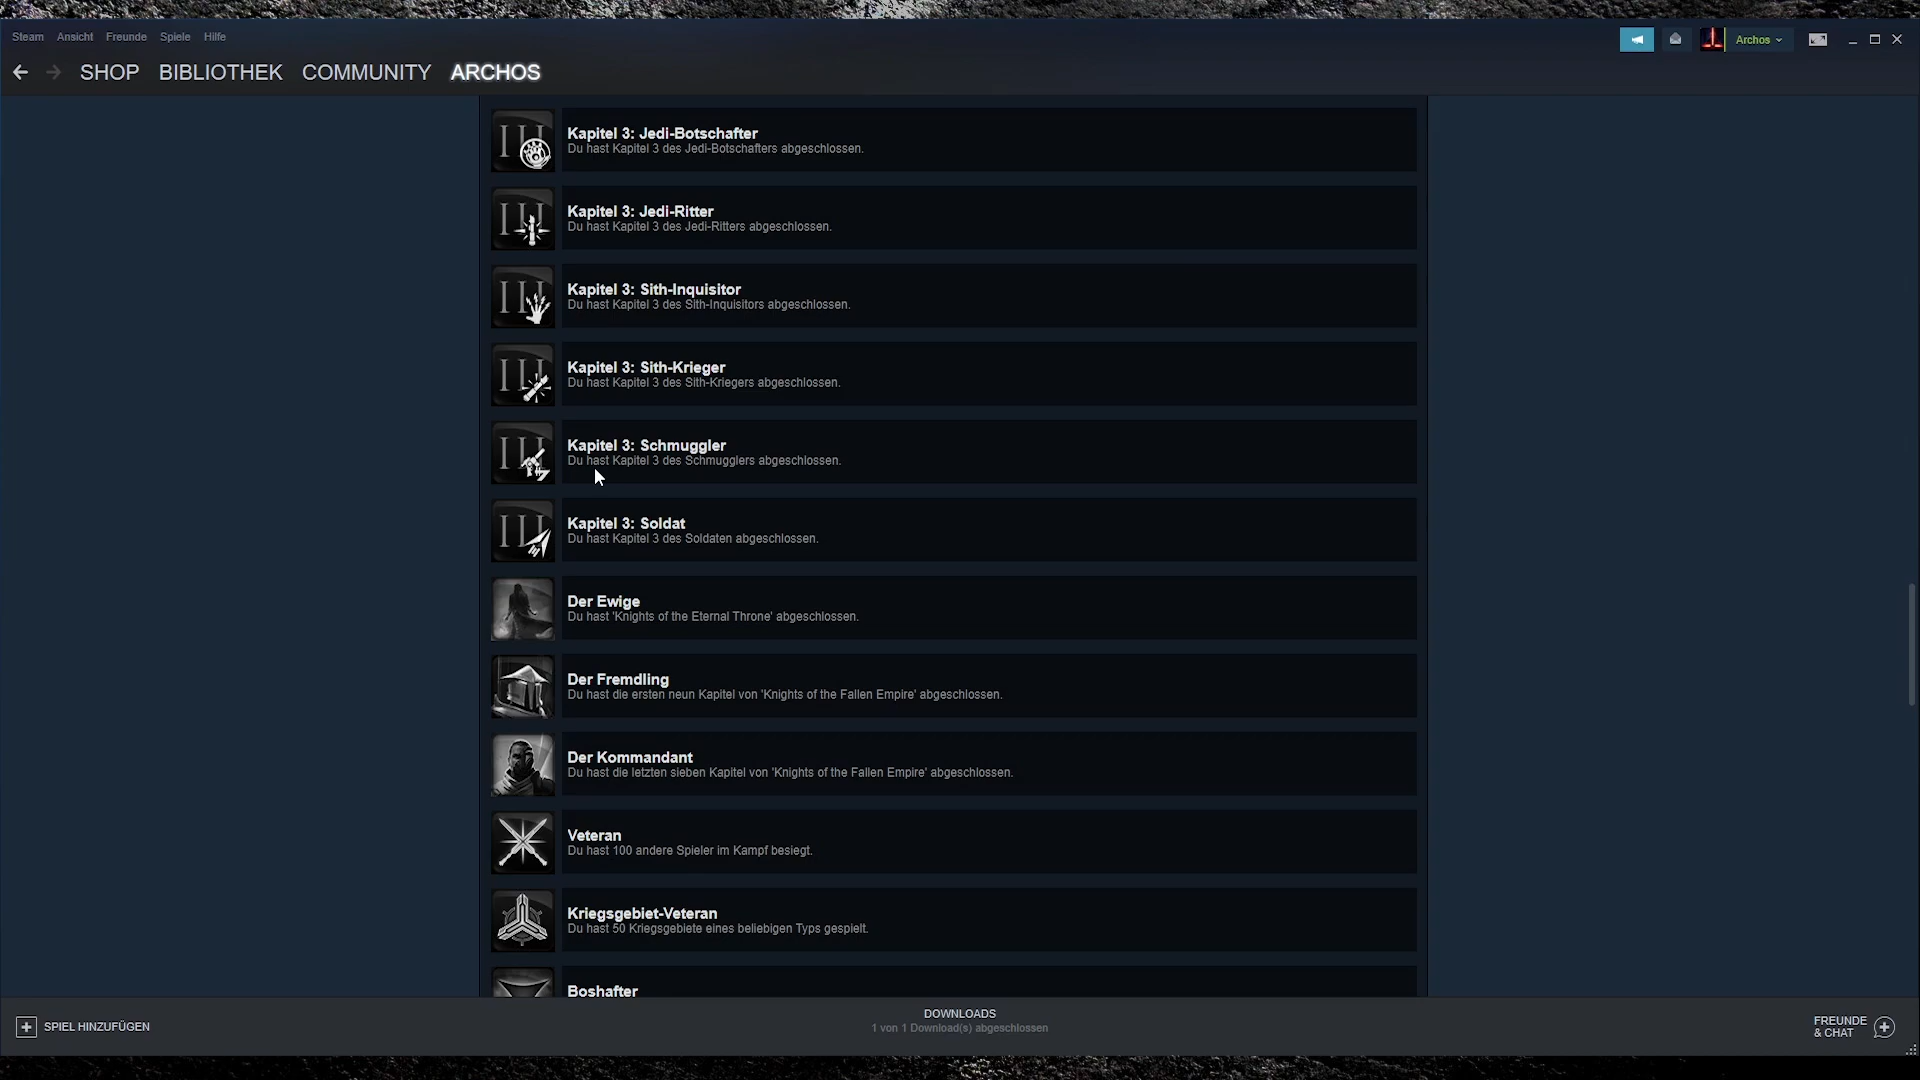 Steam Ansicht Freunde Spiele Hilfe
Archos
SHOP BIBLIOTHEK COMMUNITY ARCHOS
Kapitel 3: Jedi-Botschafter
Du hast Kapitel 3 des Jedi-Botschafters abgeschlossen.
Kapitel 3: Jedi-Ritter
Du hast Kapitel 3 des Jedi-Ritters abgeschlossen.
Kapitel 3: Sith-Inquisitor
Du hast Kapitel 3 des Sith-Inquisitors abgeschlossen.
Kapitel 3: Sith-Krieger
Du hast Kapitel 3 des Sith-Kriegers abgeschlossen.
Kapitel 3: Schmuggler
Du hast Kapitel 3 des Schmugglers abgeschlossen.
Kapitel 3: Soldat
Du hast Kapitel 3 des Soldaten abgeschlossen.
Der Ewige
Du hast 'Knights of the Eternal Throne' abgeschlossen.
Der Fremdling
Du hast die ersten neun Kapitel von 'Knights of the Fallen Empire' abgeschlossen.
Der Kommandant
Du hast die letzten sieben Kapitel von 'Knights of the Fallen Empire' abgeschlossen.
Veteran
Du hast 100 andere Spieler im Kampf besiegt.
Kriegsgebiet-Veteran
Du hast 50 Kriegsgebiete eines beliebigen Typs gespielt.
Boshafter
SPIEL HINZUFÜGEN
DOWNLOADS
1 von 1 Download(s) abgeschlossen
FREUNDE
& CHAT